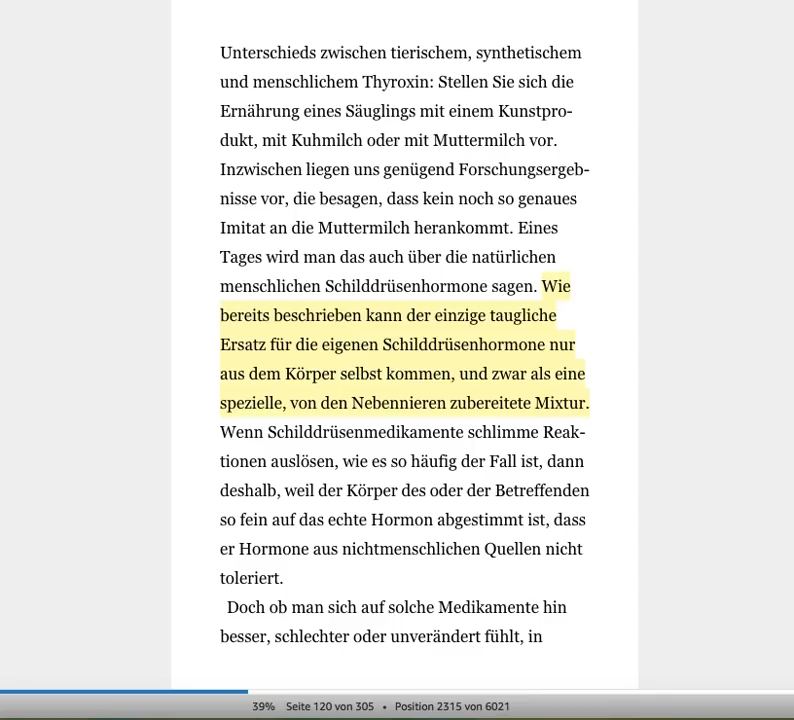 Unterschieds zwischen tierischem, synthetischem
und menschlichem Thyroxin: Stellen Sie sich die
Ernährung eines Säuglings mit einem Kunstpro-
dukt, mit Kuhmilch oder mit Muttermilch vor.
Inzwischen liegen uns genügend Forschungsergeb-
nisse vor, die besagen, dass kein noch so genaues
Imitat an die Muttermilch herankommt. Eines
Tages wird man das auch über die natürlichen
menschlichen Schilddrüsenhormone sagen. Wie
bereits beschrieben kann der einzige taugliche
Ersatz für die eigenen Schilddrüsenhormone nur
aus dem Körper selbst kommen, und zwar als eine
spezielle, von den Nebennieren zubereitete Mixtur.
Wenn Schilddrüsenmedikamente schlimme Reak-
tionen auslösen, wie es so häufig der Fall ist, dann
deshalb, weil der Körper des oder der Betreffenden
so fein auf das echte Hormon abgestimmt ist, dass
er Hormone aus nichtmenschlichen Quellen nicht
toleriert.
Doch ob man sich auf solche Medikamente hin
besser, schlechter oder unverändert fühlt, in
39% Seite 120 von 305 • Position 2315 von 6021